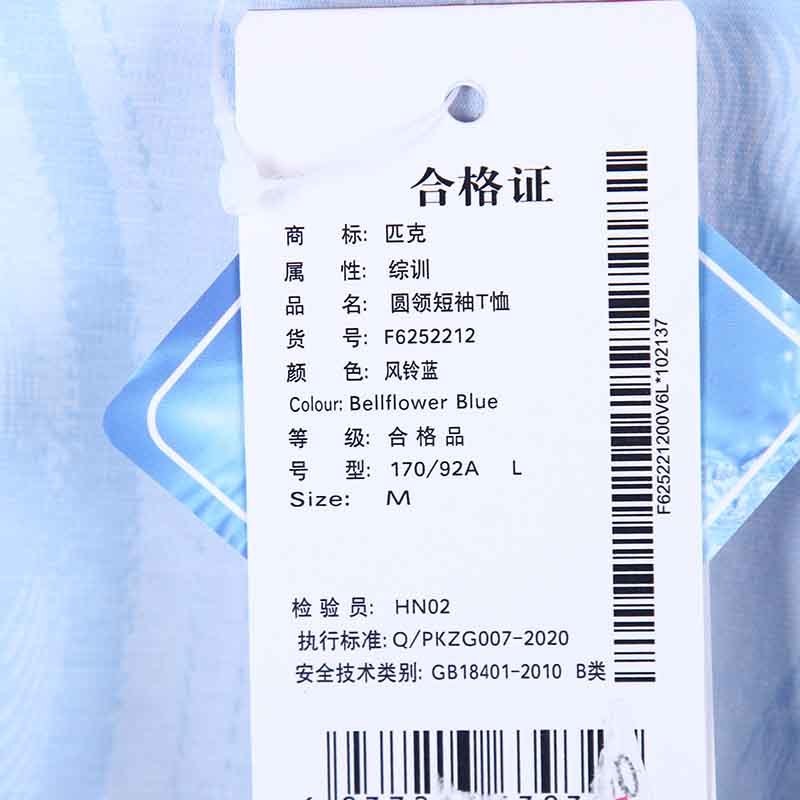 合格证
商 标: 匹克
属 性: 综训
品 名: 圆领短袖T恤
货 号: F6252212
颜 色: 风铃蓝
Colour: Bellflower Blue
等 级: 合格品
号 型: 170/92A L
Size: M
检验员: HN02
执行标准: Q/PKZG007-2020
安全技术类别: GB18401-2010 B类
F625221200V6L*102137